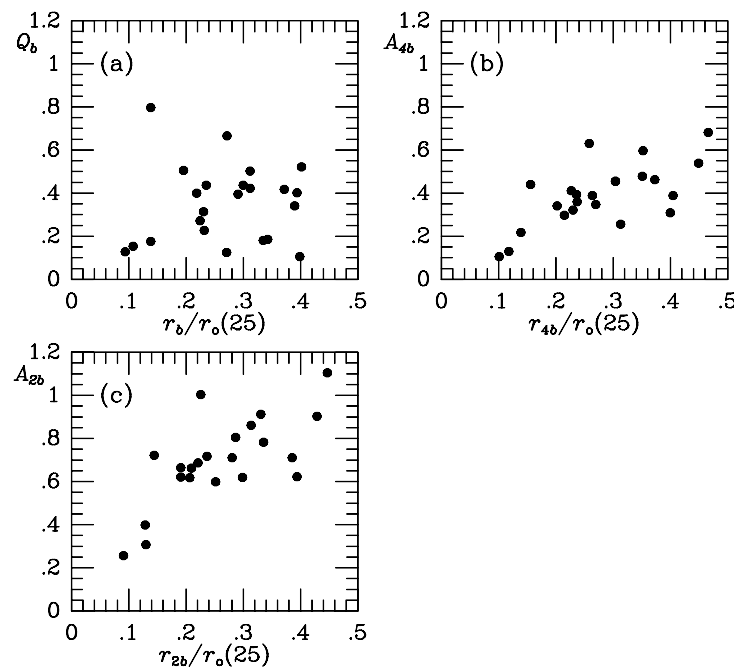 1.2
Q_b
(a)
1
.8
.6
.4
.2
0
0 .1 .2 .3 .4 .5
r_b/r_o(25)
1.2
A_4b
(b)
1
.8
.6
.4
.2
0
0 .1 .2 .3 .4 .5
r_4b/r_o(25)
1.2
A_2b
(c)
1
.8
.6
.4
.2
0
0 .1 .2 .3 .4 .5
r_2b/r_o(25)